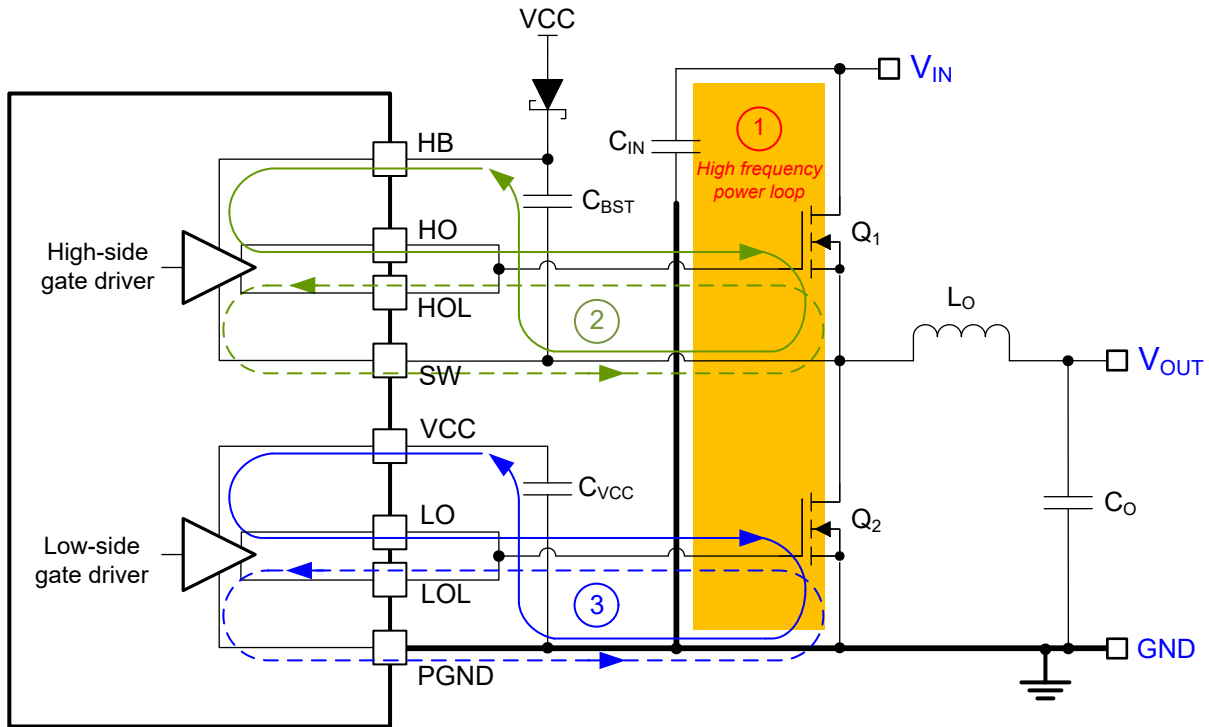 VCC
V_IN
HB
C_IN
1
High frequency
power loop
C_BST
HO
Q_1
High-side
gate driver
HOL
L_O
2
SW
V_OUT
VCC
C_VCC
LO
Q_2
C_O
Low-side
gate driver
LOL
3
PGND
GND